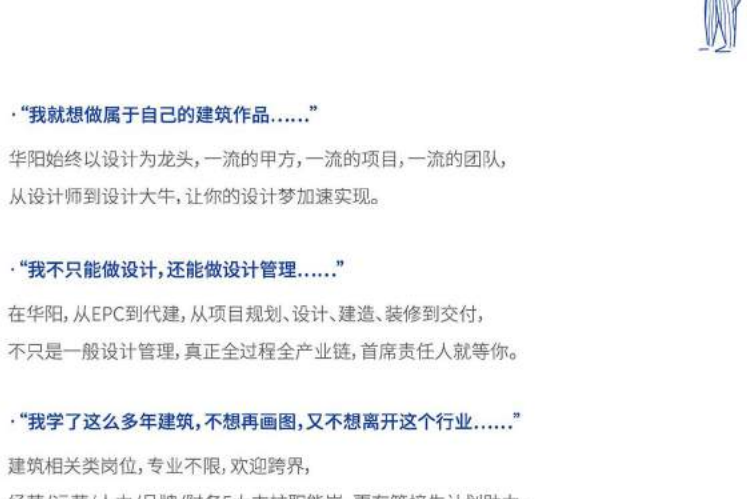 ·“我就想做属于自己的建筑作品……”
华阳始终以设计为龙头,一流的甲方,一流的项目,一流的团队,
从设计师到设计大牛,让你的设计梦加速实现。
·“我不只能做设计,还能做设计管理……”
在华阳,从EPC到代建,从项目规划、设计、建造、装修到交付,
不只是一般设计管理,真正全过程全产业链,首席责任人就等你。
·“我学了这么多年建筑,不想再画图,又不想离开这个行业……”
建筑相关类岗位,专业不限,欢迎跨界,